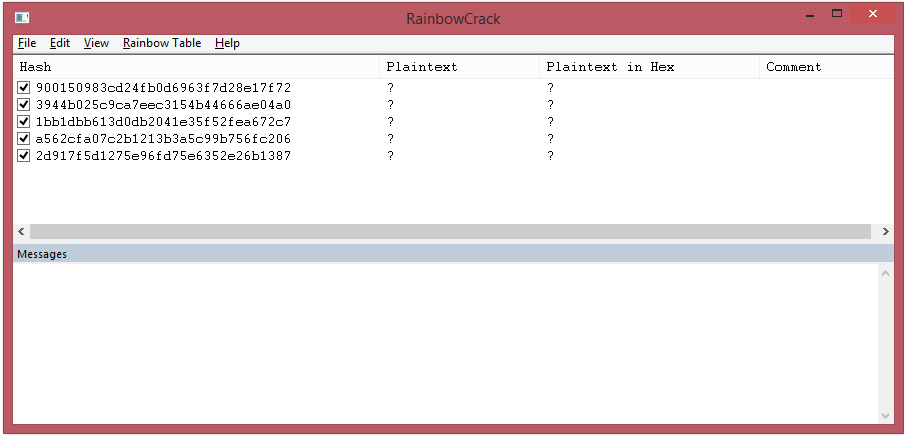 RainbowCrack
File Edit View Rainbow Table Help
Hash Plaintext Plaintext in Hex Comment
900150983cd24fb0d6963f7d28e17f72 ? ?
3944b025c9ca7eec3154b44666ae04a0 ? ?
1bb1dbb613d0db2041e35f52fea672c7 ? ?
a562cfa07c2b1213b3a5c99b756fc206 ? ?
2d917f5d1275e96fd75e6352e26b1387 ? ?
Messages